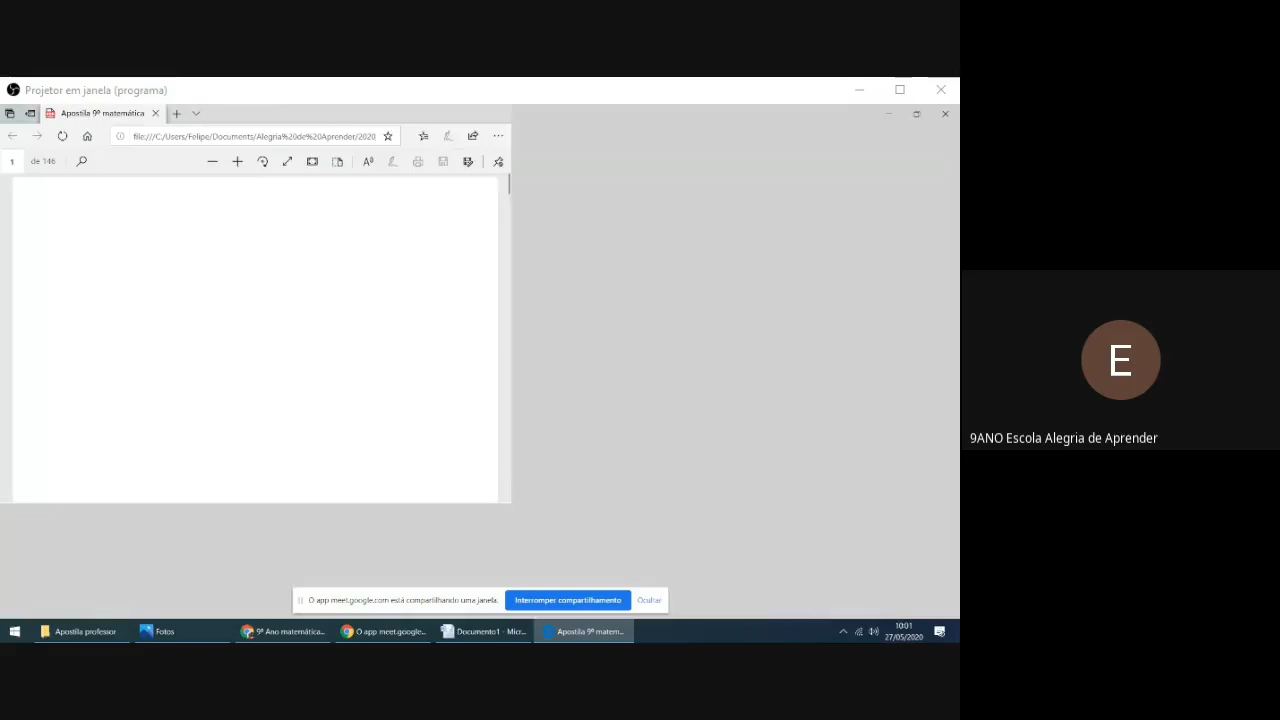 Projetor em janela (programa)
Apostila 9º matemática
file:///C:/Users/Felipe/Documents/Alegria%20de%20Aprender/2020
1 de 146
E
9ANO Escola Alegria de Aprender
O app meet.google.com está compartilhando uma janela. Interromper compartilhamento Ocultar
Apostila professor Fotos 9º Ano matemática... O app meet.google... Documento1 - Micr... Apostila 9º matem... 10:01
27/05/2020